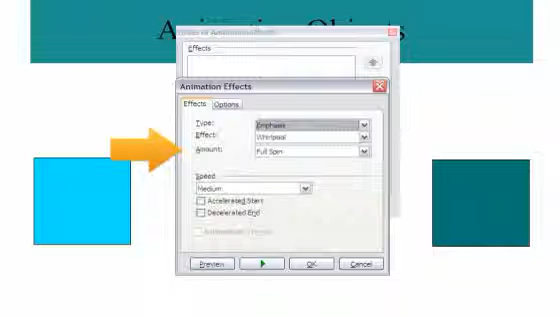 Animation Objects
Effects
Animation Effects
Effects
Options
Type:
Emphasis
Effect:
Whirlpool
Amount:
Full Spin
Speed
Medium
Accelerated Start
Decelerated End
Preview
OK
Cancel